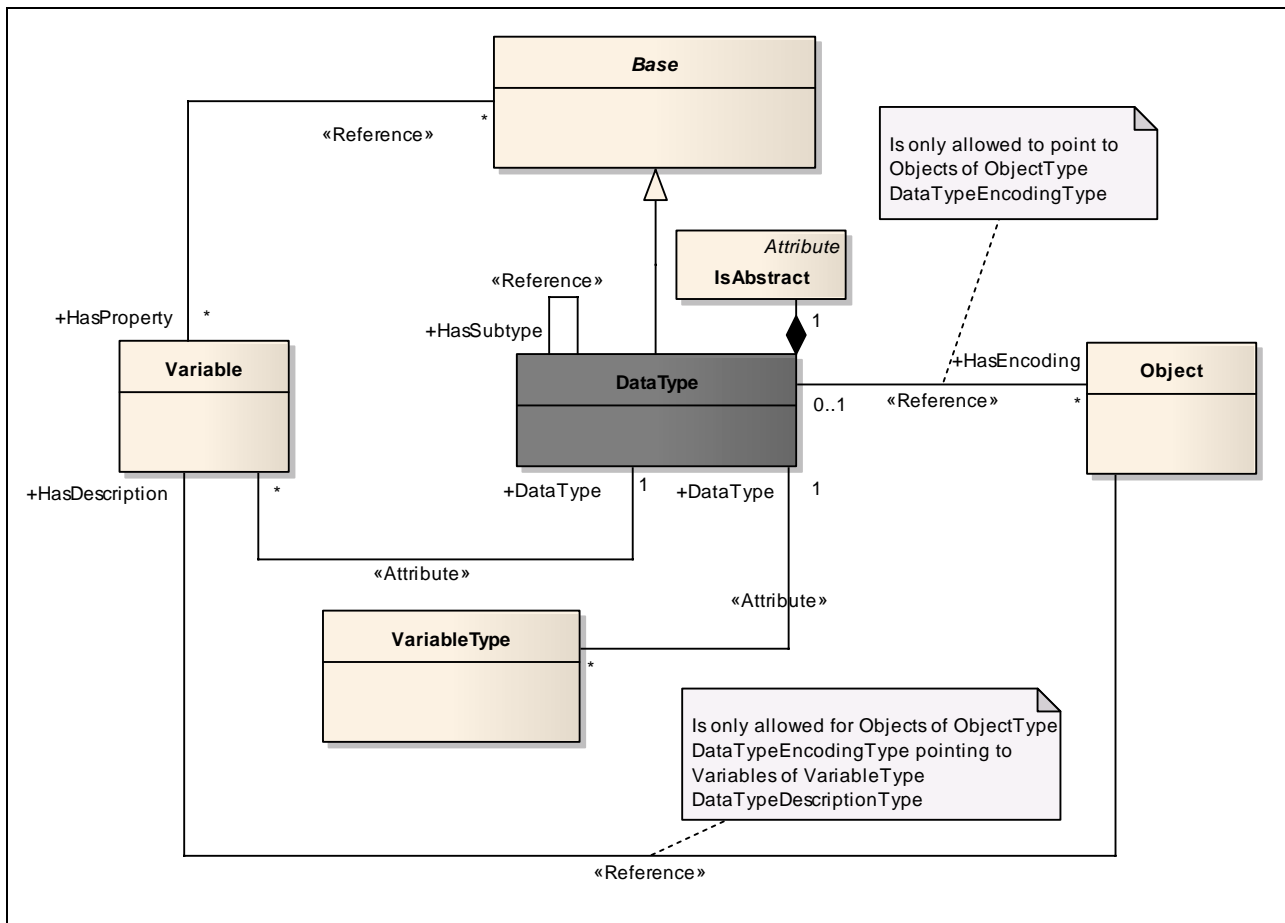 Base
«Reference»
*
Is only allowed to point to
Objects of ObjectType
DataTypeEncodingType
Attribute
IsAbstract
1
«Reference»
+HasSubtype
+HasProperty
*
Variable
DataType
+HasEncoding
0..1
«Reference»
*
Object
+HasDescription
*
+DataType
1
+DataType
1
«Attribute»
«Attribute»
VariableType
*
Is only allowed for Objects of ObjectType
DataTypeEncodingType pointing to
Variables of VariableType
DataTypeDescriptionType
«Reference»